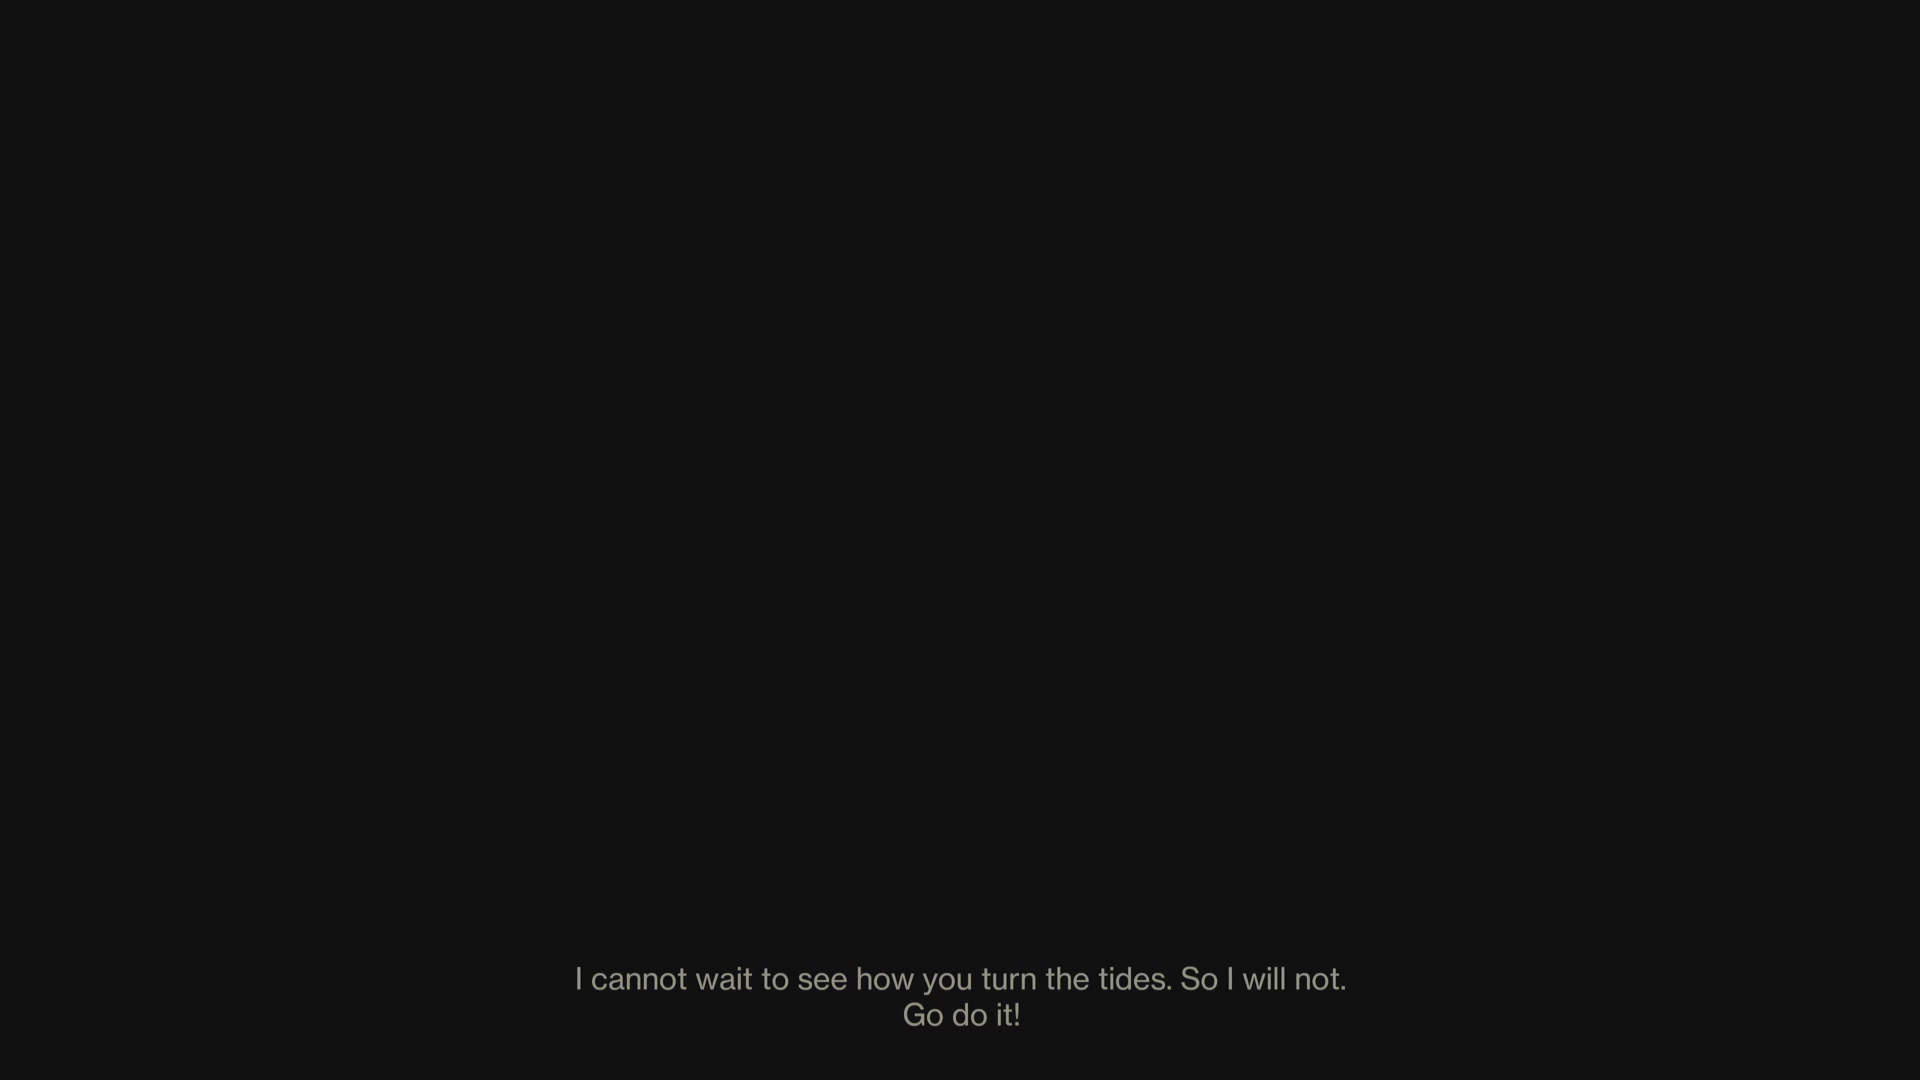 I cannot wait to see how you turn the tides. So I will not.
Go do it!